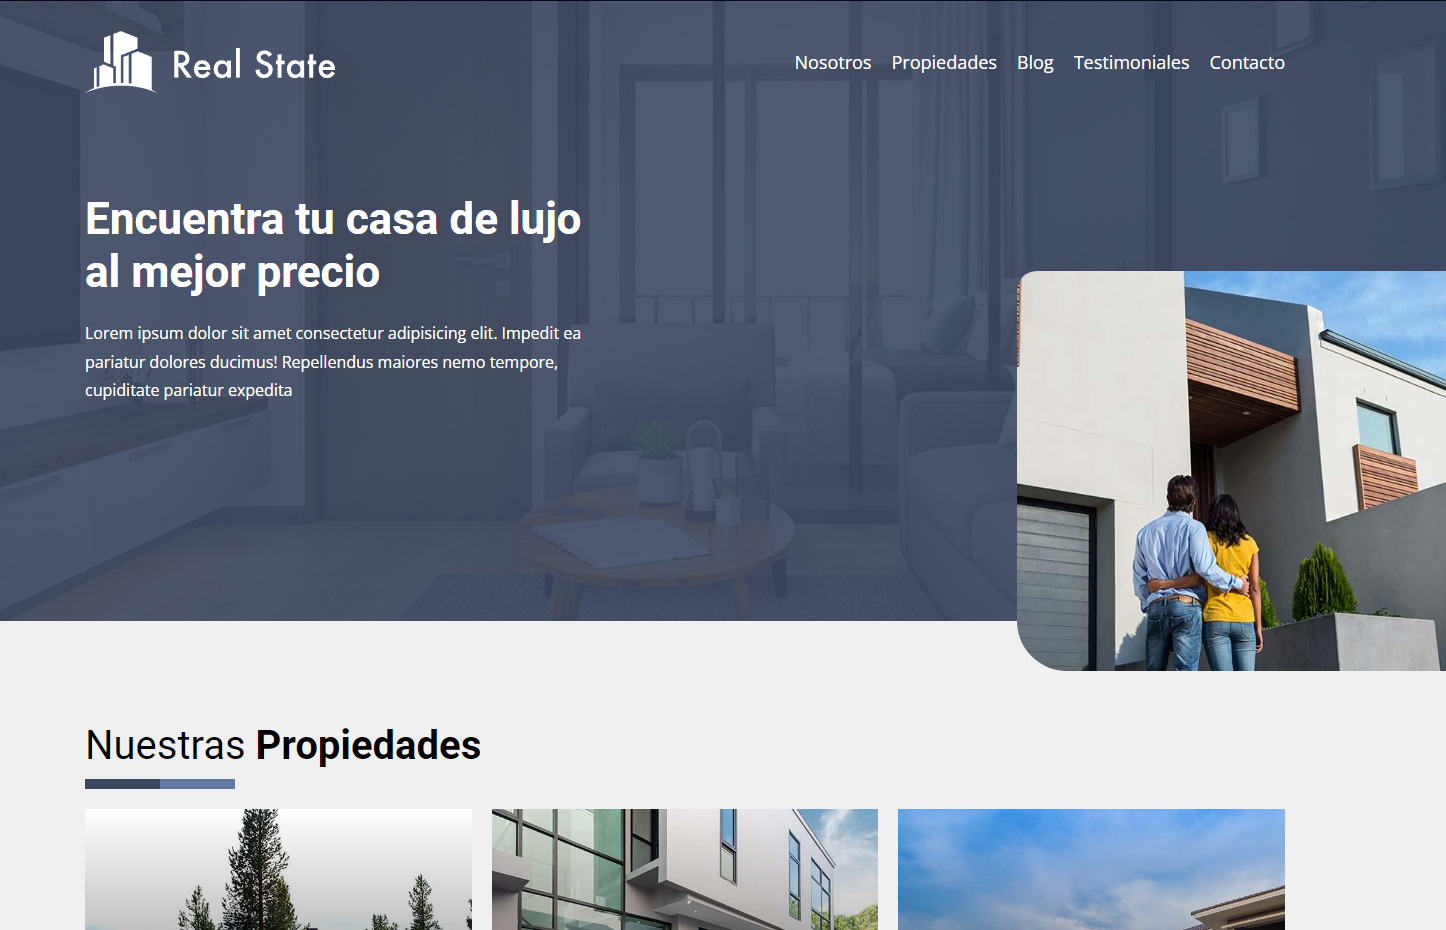 Real State
Nosotros Propiedades Blog Testimoniales Contacto
Encuentra tu casa de lujo
al mejor precio
Lorem ipsum dolor sit amet consectetur adipisicing elit. Impedit ea
pariatur dolores ducimus! Repellendus maiores nemo tempore,
cupiditate pariatur expedita
Nuestras Propiedades